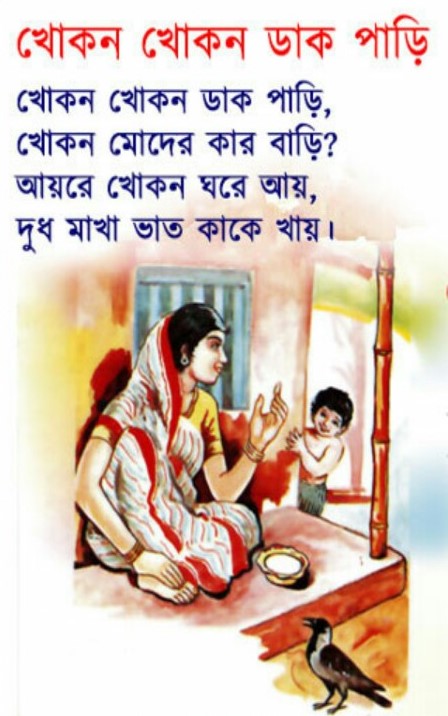 খোকন খোকন ডাক পাড়ি
খোকন খোকন ডাক পাড়ি,
খোকন মোদের কার বাড়ি?
আয়রে খোকন ঘরে আয়,
দুধ মাখা ভাত কাকে খায়।